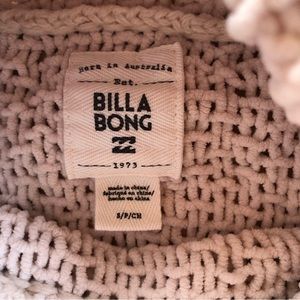 Born in Australia
Est.
BILLA
BONG
1973
made in china/
fabriqué en chine/
hecho en china
S/P/CH